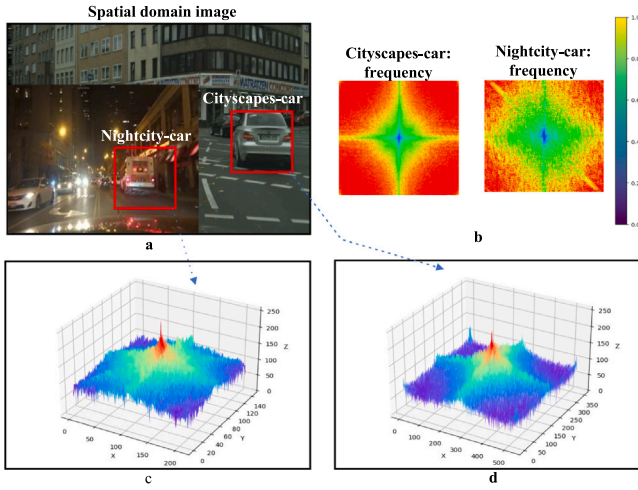 Spatial domain image
Cityscapes-car
Nightcity-car
a
Cityscapes-car:
frequency
Nightcity-car:
frequency
1.0
0.8
0.6
0.4
0.2
0.0
b
250
200
150
100
50
0
Z
0
50
100
150
200
X
0
20
40
60
80
100
120
140
Y
c
250
200
150
100
50
0
Z
0
100
200
300
400
500
X
0
50
100
150
200
250
300
350
Y
d